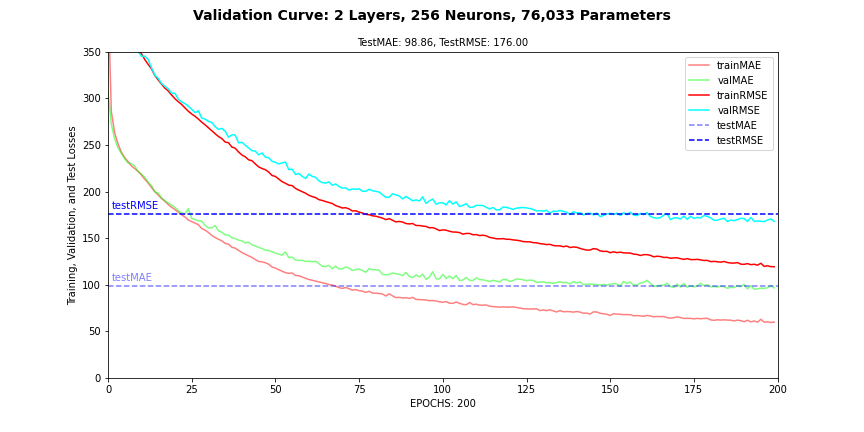 Validation Curve: 2 Layers, 256 Neurons, 76,033 Parameters
TestMAE: 98.86, TestRMSE: 176.00
Training, Validation, and Test Losses
350
300
250
200
150
100
50
0
testRMSE
testMAE
trainMAE
valMAE
trainRMSE
valRMSE
testMAE
testRMSE
0 25 50 75 100 125 150 175 200
EPOCHS: 200